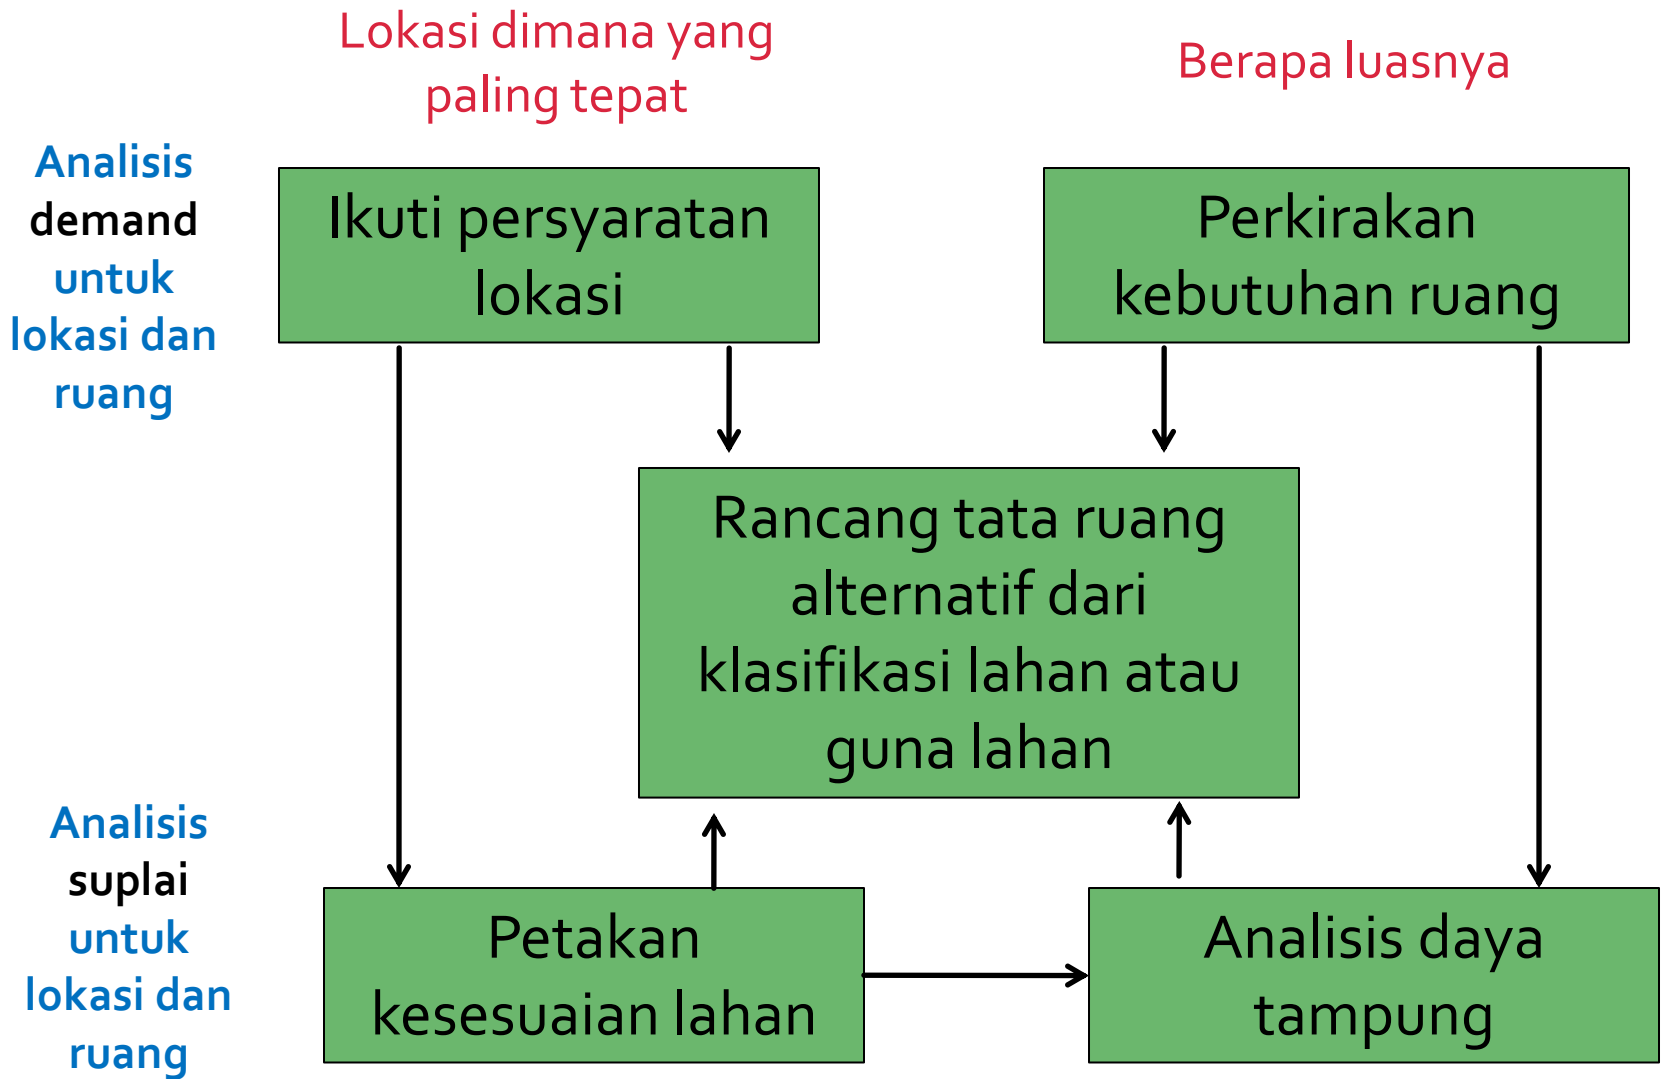 Lokasi dimana yang
paling tepat
Berapa luasnya
Analisis
demand
untuk
lokasi dan
ruang
Ikuti persyaratan
lokasi
Perkirakan
kebutuhan ruang
Rancang tata ruang
alternatif dari
klasifikasi lahan atau
guna lahan
Analisis
suplai
untuk
lokasi dan
ruang
Petakan
kesesuaian lahan
Analisis daya
tampung